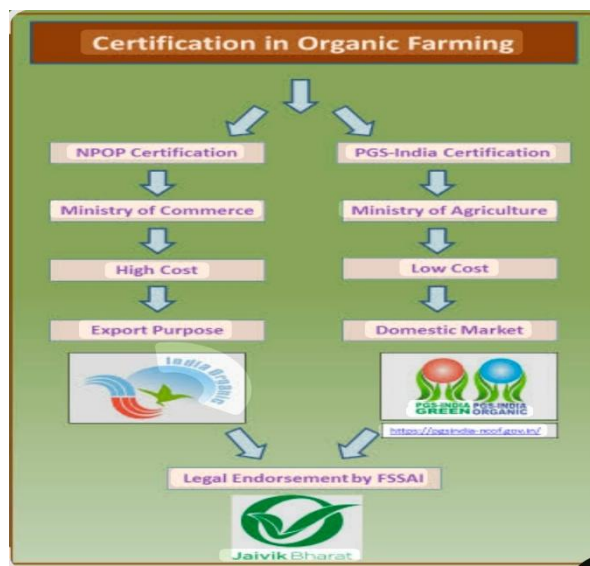 Certification in Organic Farming
NPOP Certification
PGS-India Certification
Ministry of Commerce
Ministry of Agriculture
High Cost
Low Cost
Export Purpose
Domestic Market
India Organic
PGS-INDIA GREEN
PGS-INDIA ORGANIC
https://pgsindia-ncof.gov.in/
Legal Endorsement by FSSAI
Jaivik Bharat